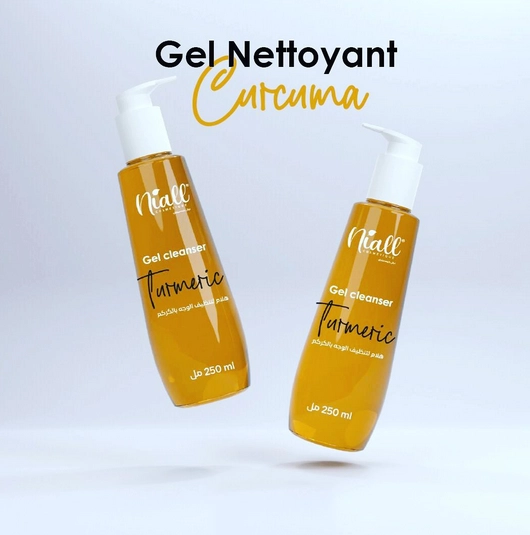 Gel Nettoyant
Curcuma
Niall
Gel cleanser
Turmeric
هلام لتنظيف الوجه بالكركم
250 ml مل
Niall
Gel cleanser
Turmeric
هلام لتنظيف الوجه بالكركم
250 ml مل